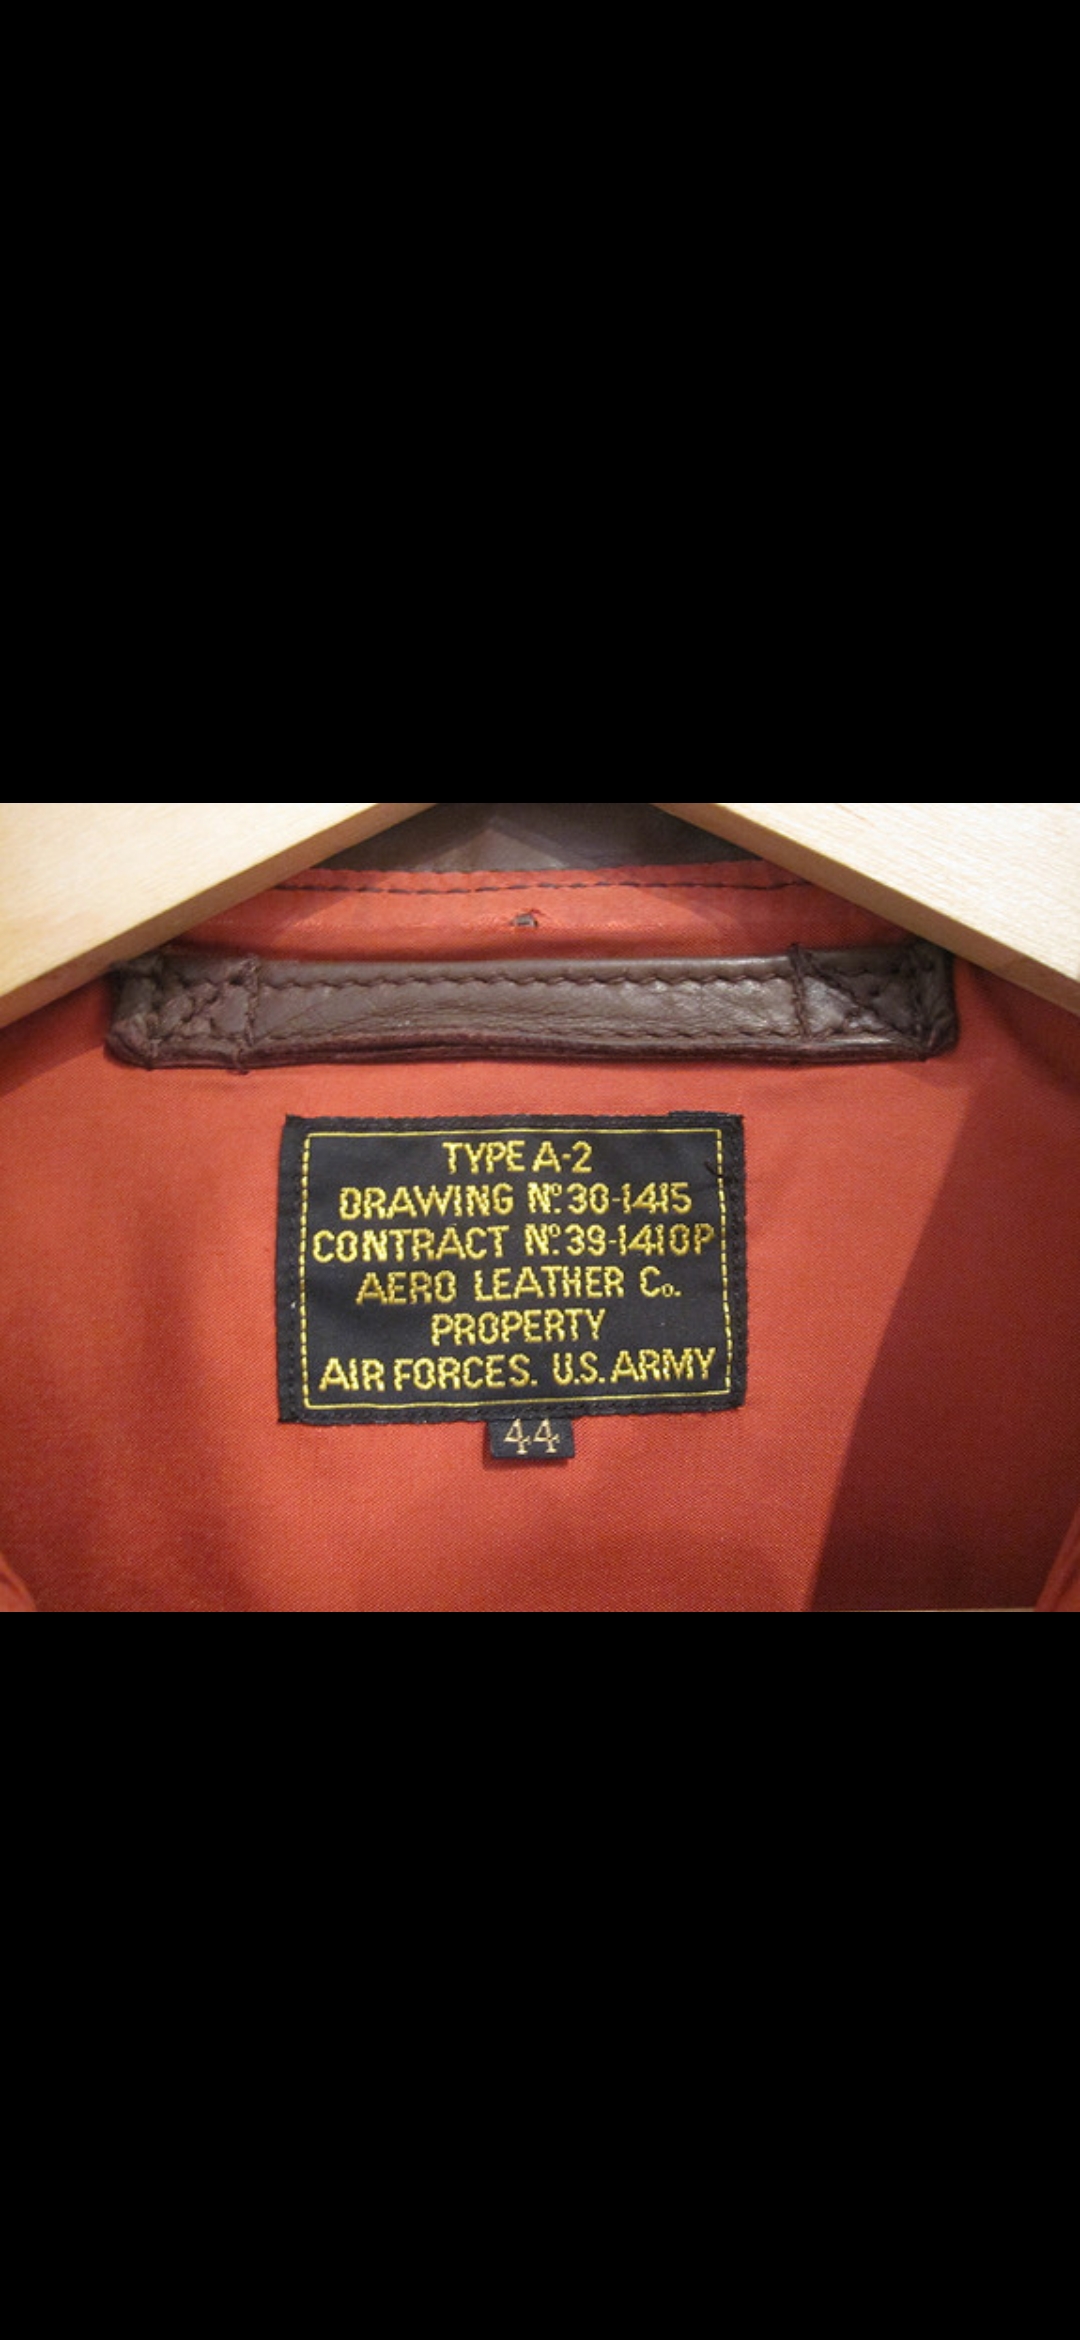 TYPE A-2
DRAWING Nº 30-1415
CONTRACT Nº 39-1410P
AERO LEATHER Co.
PROPERTY
AIR FORCES. U.S. ARMY
44